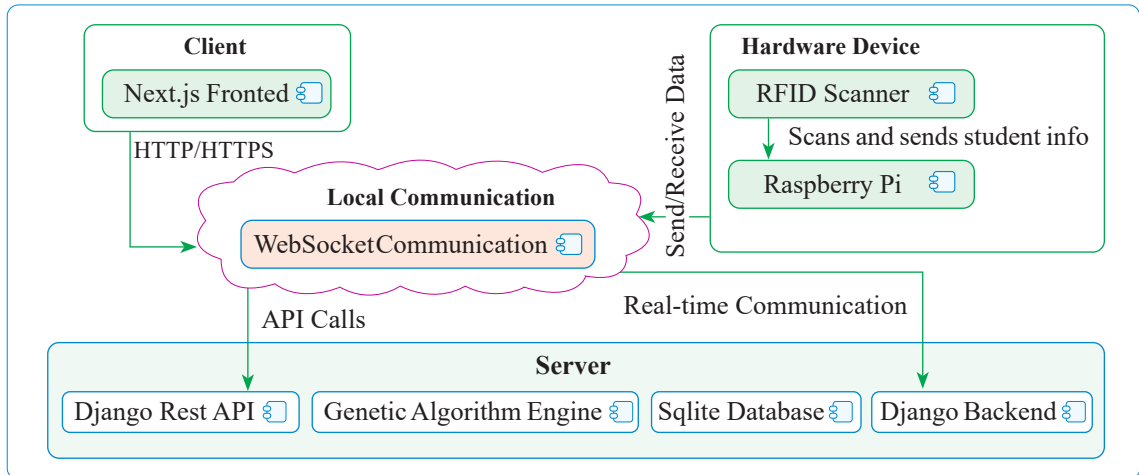 Client
Next.js Fronted
HTTP/HTTPS
Hardware Device
RFID Scanner
Scans and sends student info
Raspberry Pi
Send/Receive Data
Local Communication
WebSocketCommunication
API Calls
Real-time Communication
Server
Django Rest API
Genetic Algorithm Engine
Sqlite Database
Django Backend